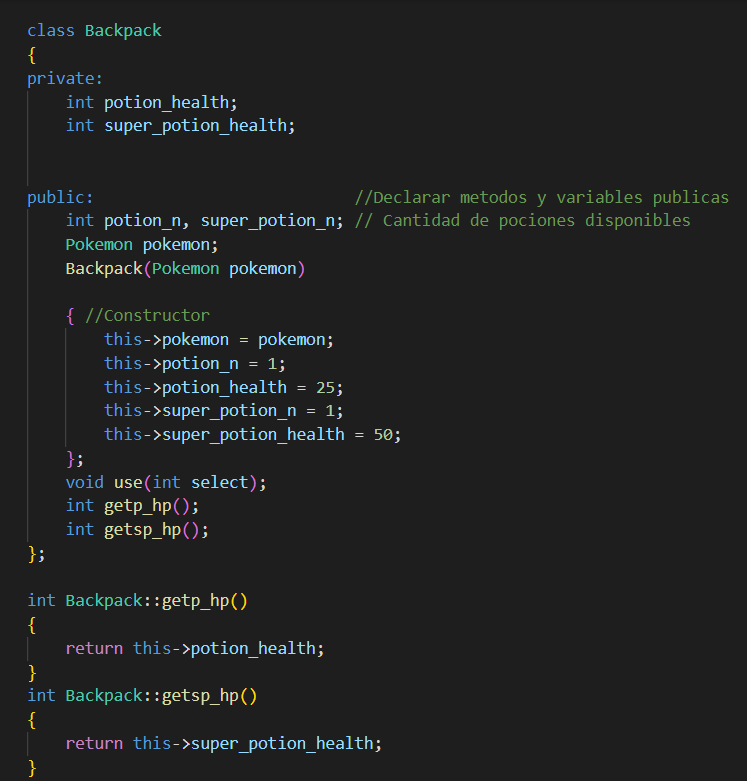 class Backpack
{
private:
    int potion_health;
    int super_potion_health;
public:                           //Declarar metodos y variables publicas
    int potion_n, super_potion_n; // Cantidad de pociones disponibles
    Pokemon pokemon;
    Backpack(Pokemon pokemon)
    { //Constructor
        this->pokemon = pokemon;
        this->potion_n = 1;
        this->potion_health = 25;
        this->super_potion_n = 1;
        this->super_potion_health = 50;
    };
    void use(int select);
    int getp_hp();
    int getsp_hp();
};
int Backpack::getp_hp()
{
    return this->potion_health;
}
int Backpack::getsp_hp()
{
    return this->super_potion_health;
}